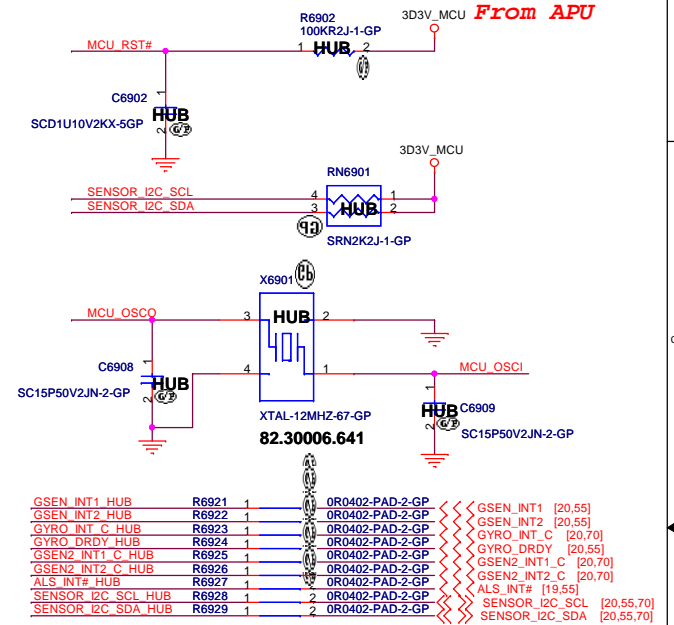 R6902
100KR2J-1-GP
3D3V_MCU From APU
MCU_RST# 1 HUB 2
C6902
1
HUB
SCD1U10V2KX-5GP
2
3D3V_MCU
RN6901
SENSOR_I2C_SCL 4 1
SENSOR_I2C_SDA 3 HUB 2
SRN2K2J-1-GP
X6901
MCU_OSCO 3 HUB 2
C6908 1 4 1 MCU_OSCI
HUB
SC15P50V2JN-2-GP 2
1
HUB C6909
2
SC15P50V2JN-2-GP
XTAL-12MHZ-67-GP
82.30006.641
GSEN_INT1_HUB R6921 1 0R0402-PAD-2-GP GSEN_INT1 [20,55]
GSEN_INT2_HUB R6922 1 0R0402-PAD-2-GP GSEN_INT2 [20,55]
GYRO_INT_C_HUB R6923 1 0R0402-PAD-2-GP GYRO_INT_C [20,70]
GYRO_DRDY_HUB R6924 1 0R0402-PAD-2-GP GYRO_DRDY [20,55]
GSEN2_INT1_C_HUB R6925 1 0R0402-PAD-2-GP GSEN2_INT1_C [20,70]
GSEN2_INT2_C_HUB R6926 1 0R0402-PAD-2-GP GSEN2_INT2_C [20,70]
ALS_INT#_HUB R6927 1 0R0402-PAD-2-GP ALS_INT# [19,55]
SENSOR_I2C_SCL_HUB R6928 1 2 0R0402-PAD-2-GP SENSOR_I2C_SCL [20,55,70]
SENSOR_I2C_SDA_HUB R6929 1 2 0R0402-PAD-2-GP SENSOR_I2C_SDA [20,55,70]